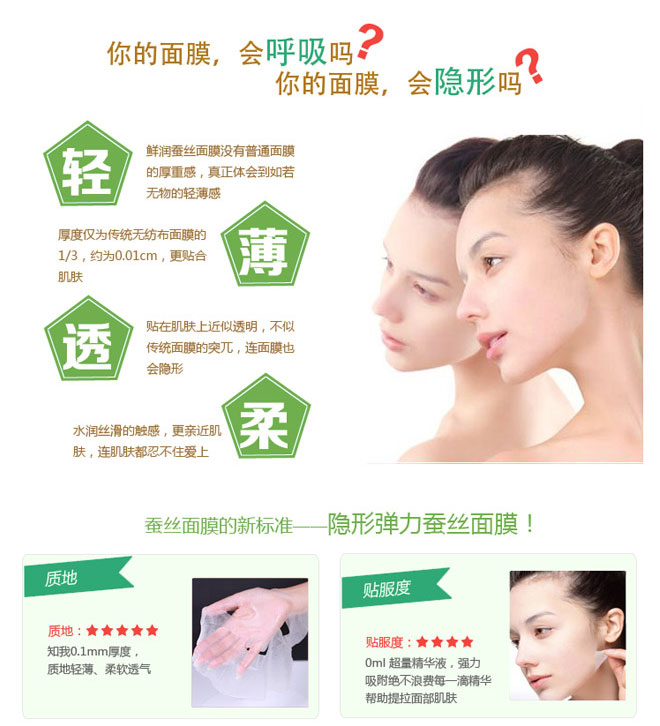 你的面膜，会呼吸吗?
你的面膜，会隐形吗?
轻
鲜润蚕丝面膜没有普通面膜
的厚重感，真正体会到如若
无物的轻薄感
厚度仅为传统无纺布面膜的
1/3，约为0.01cm，更贴合
肌肤
薄
透
贴在肌肤上近似透明，不似
传统面膜的突兀，连面膜也
会隐形
水润丝滑的触感，更亲近肌
肤，连肌肤都忍不住爱上
柔
蚕丝面膜的新标准——隐形弹力蚕丝面膜！
质地
质地：★★★★★
知我0.1mm厚度，
质地轻薄、柔软透气
贴服度
贴服度：★★★★
0ml 超量精华液，强力
吸附绝不浪费每一滴精华
帮助提拉面部肌肤